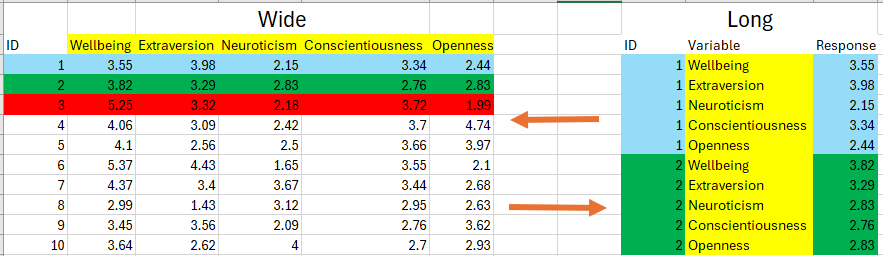 Wide
ID Wellbeing Extraversion Neuroticism Conscientiousness Openness
1 3.55 3.98 2.15 3.34 2.44
2 3.82 3.29 2.83 2.76 2.83
3 5.25 3.32 2.18 3.72 1.99
4 4.06 3.09 2.42 3.7 4.74
5 4.1 2.56 2.5 3.66 3.97
6 5.37 4.43 1.65 3.55 2.1
7 4.37 3.4 3.67 3.44 2.68
8 2.99 1.43 3.12 2.95 2.63
9 3.45 3.56 2.09 2.76 3.62
10 3.64 2.62 4 2.7 2.93
Long
ID Variable Response
1 Wellbeing 3.55
1 Extraversion 3.98
1 Neuroticism 2.15
1 Conscientiousness 3.34
1 Openness 2.44
2 Wellbeing 3.82
2 Extraversion 3.29
2 Neuroticism 2.83
2 Conscientiousness 2.76
2 Openness 2.83